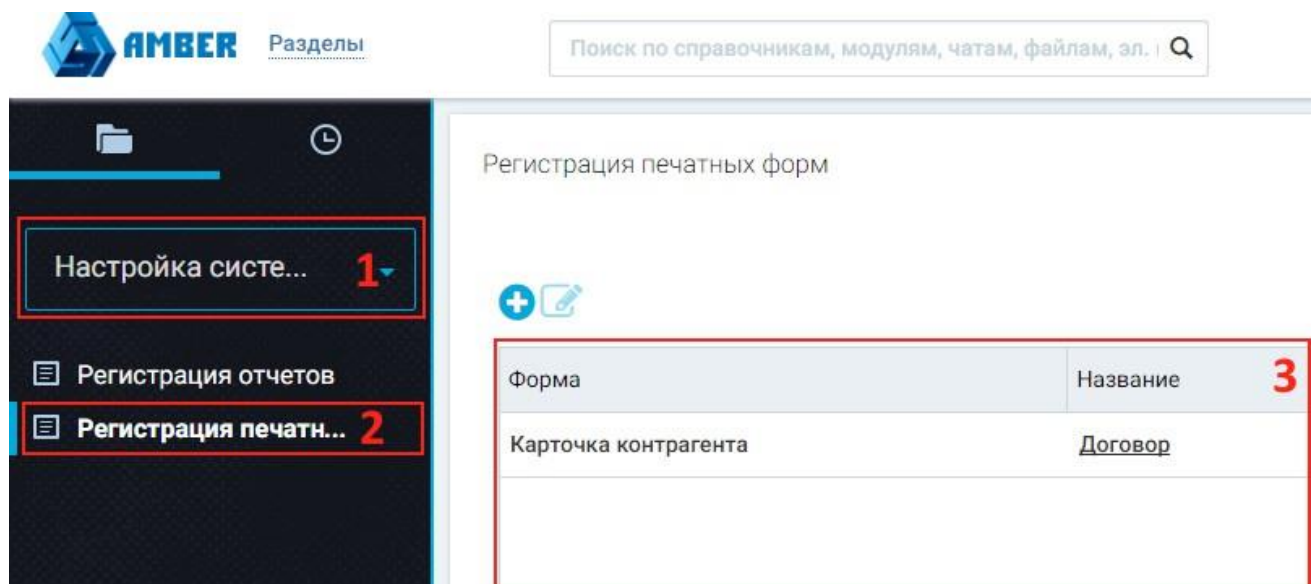 AMBER Разделы
Поиск по справочникам, модулям, чатам, файлам, эл.
Регистрация печатных форм
Настройка систе... 1
Регистрация отчетов
Регистрация печатн... 2
Форма Название 3
Карточка контрагента Договор